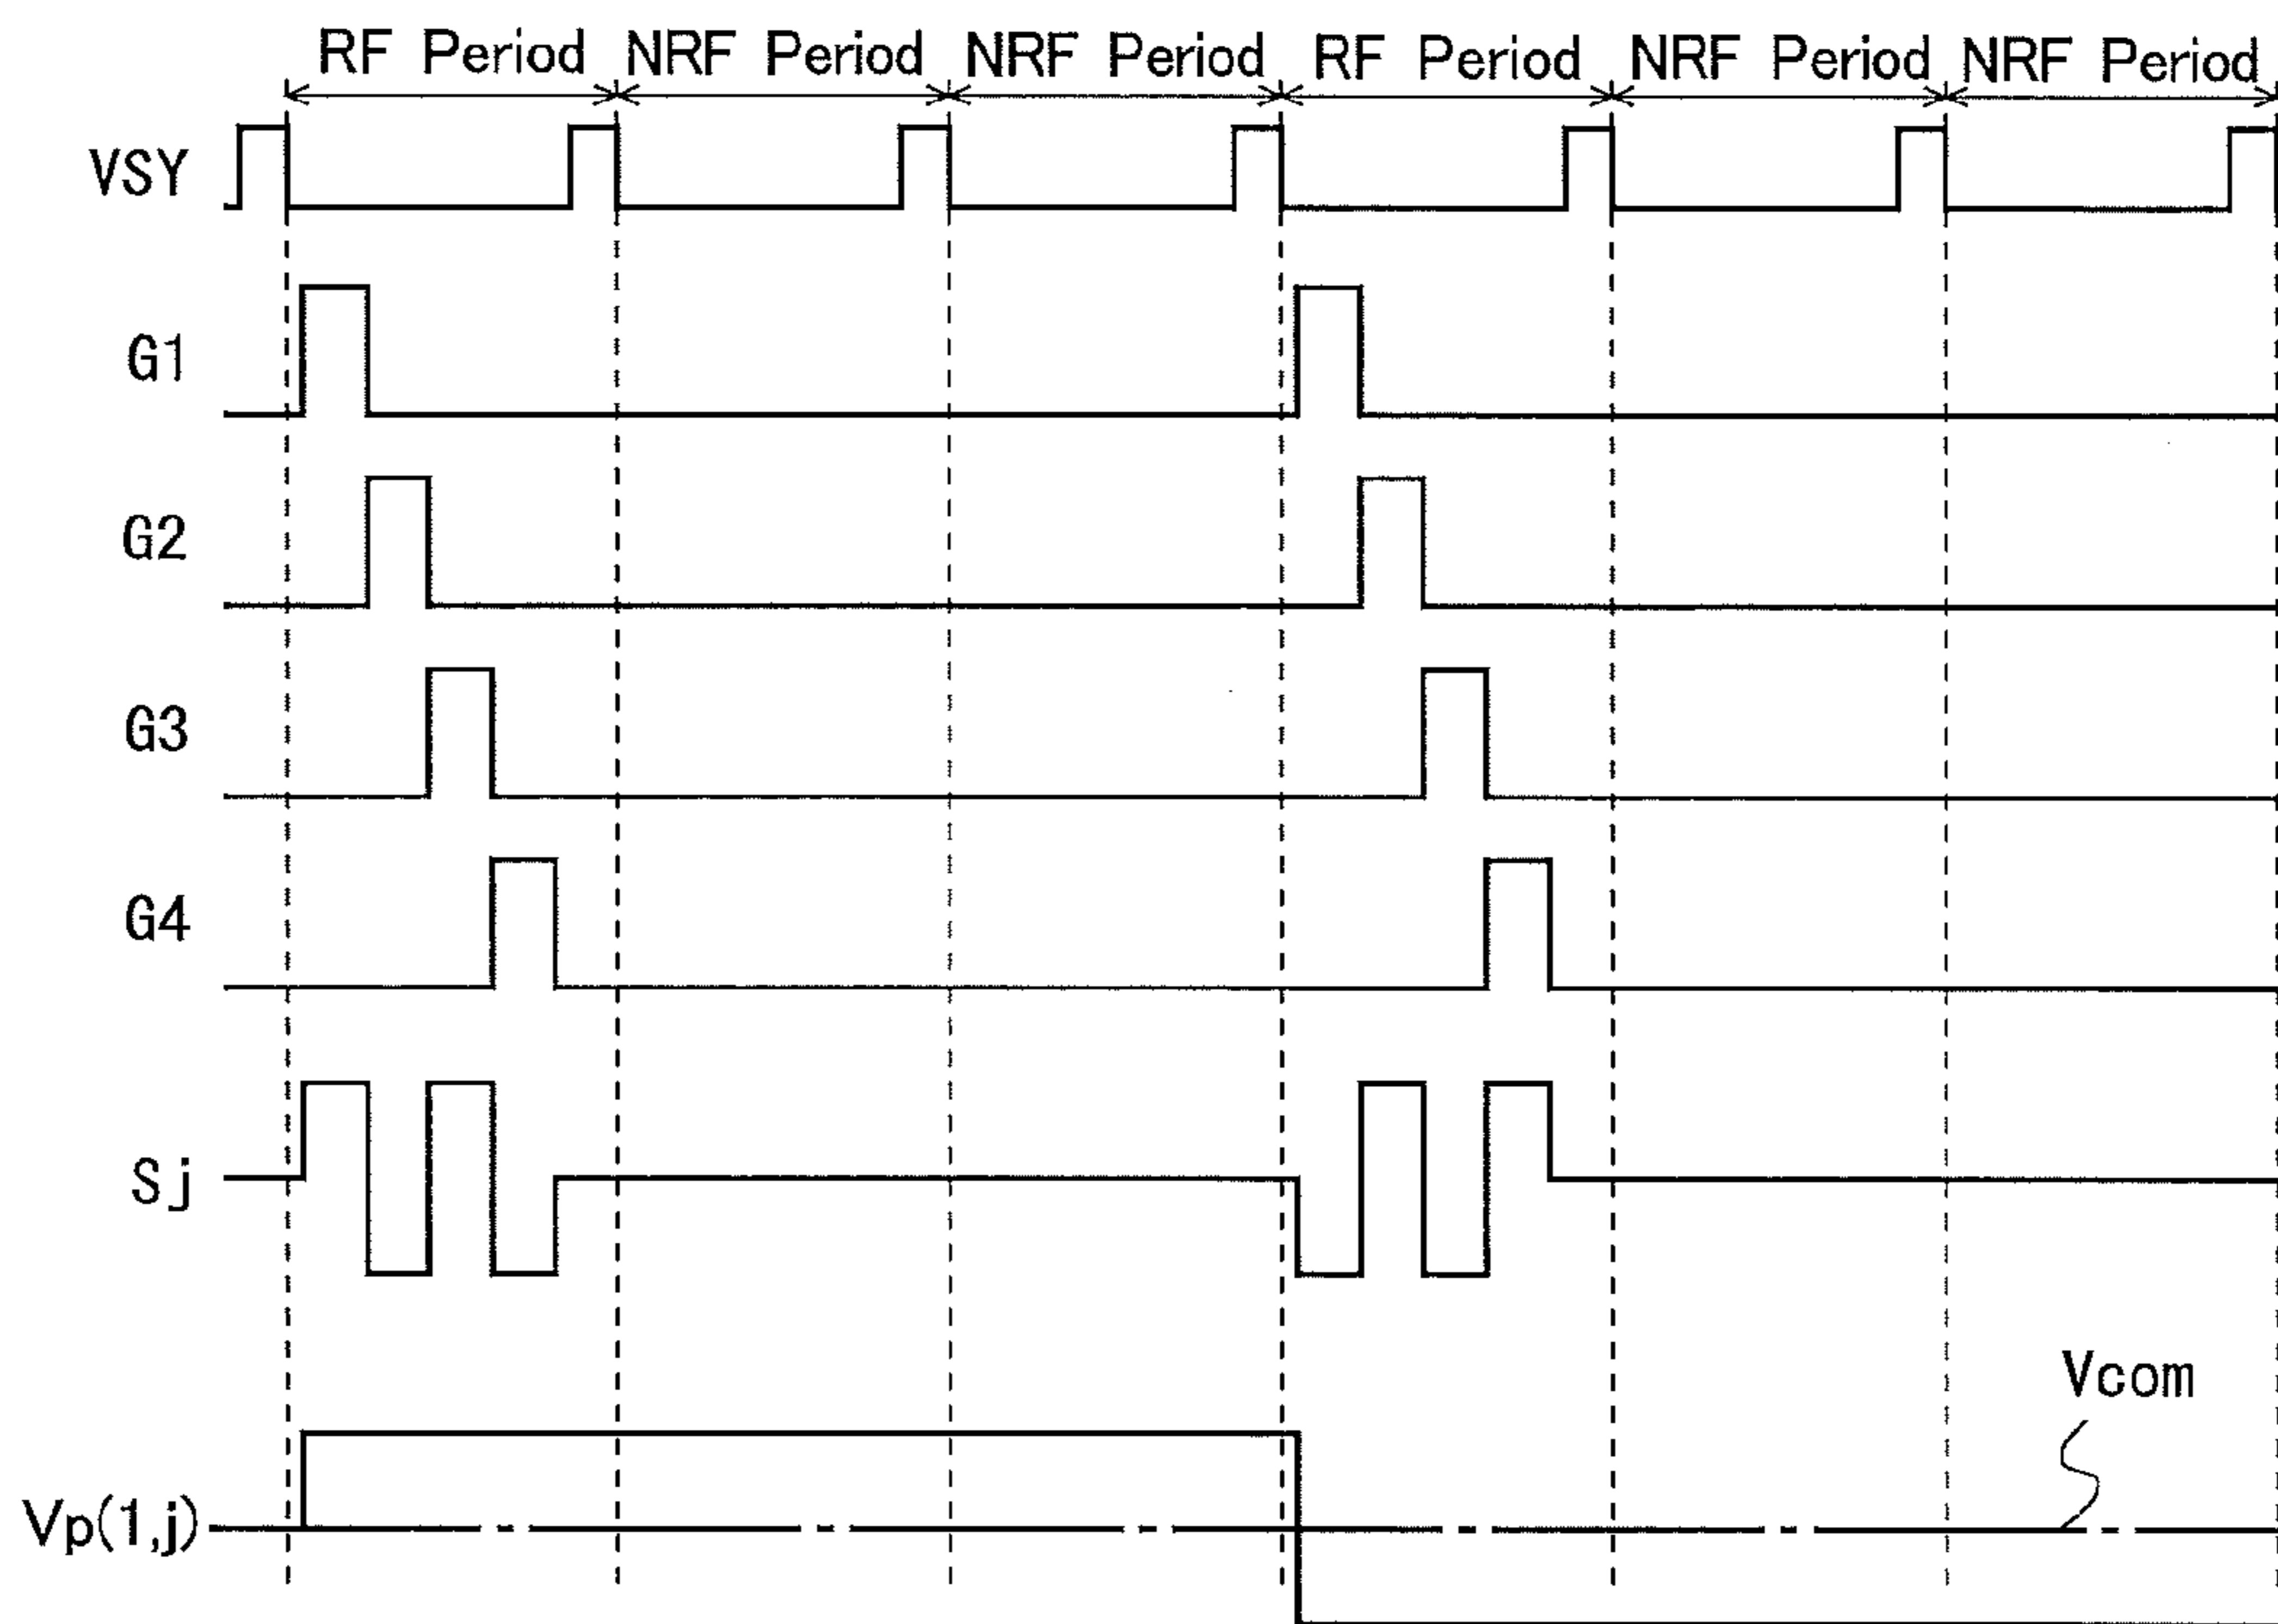 RF Period NRF Period NRF Period RF Period NRF Period NRF Period
VSY
G1
G2
G3
G4
Sj
Vcom
Vp(1,j)